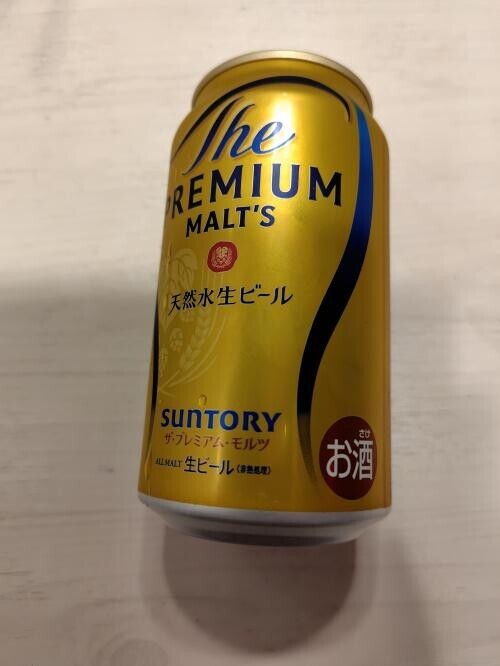 The
PREMIUM
MALT'S
天然水生ビール
SUNTORY
ザ・プレミアム・モルツ
ALL MALT 生ビール(非熱処理)
さけ
お酒